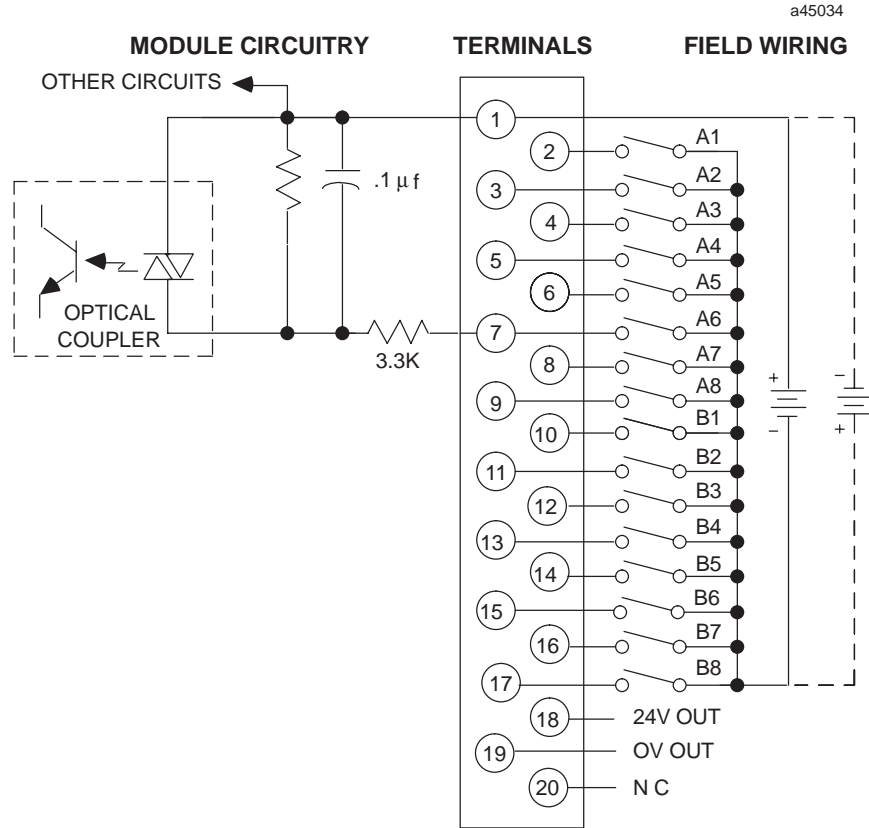 a45034
MODULE CIRCUITRY TERMINALS FIELD WIRING
OTHER CIRCUITS
1
2 A1
.1 μf
3 A2
4 A3
5 A4
6 A5
OPTICAL
COUPLER
7 A6
3.3K
8 A7
9 A8
10 B1
11 B2
12 B3
13 B4
14 B5
15 B6
16 B7
17 B8
+ −
− +
18 24V OUT
19 OV OUT
20 N C